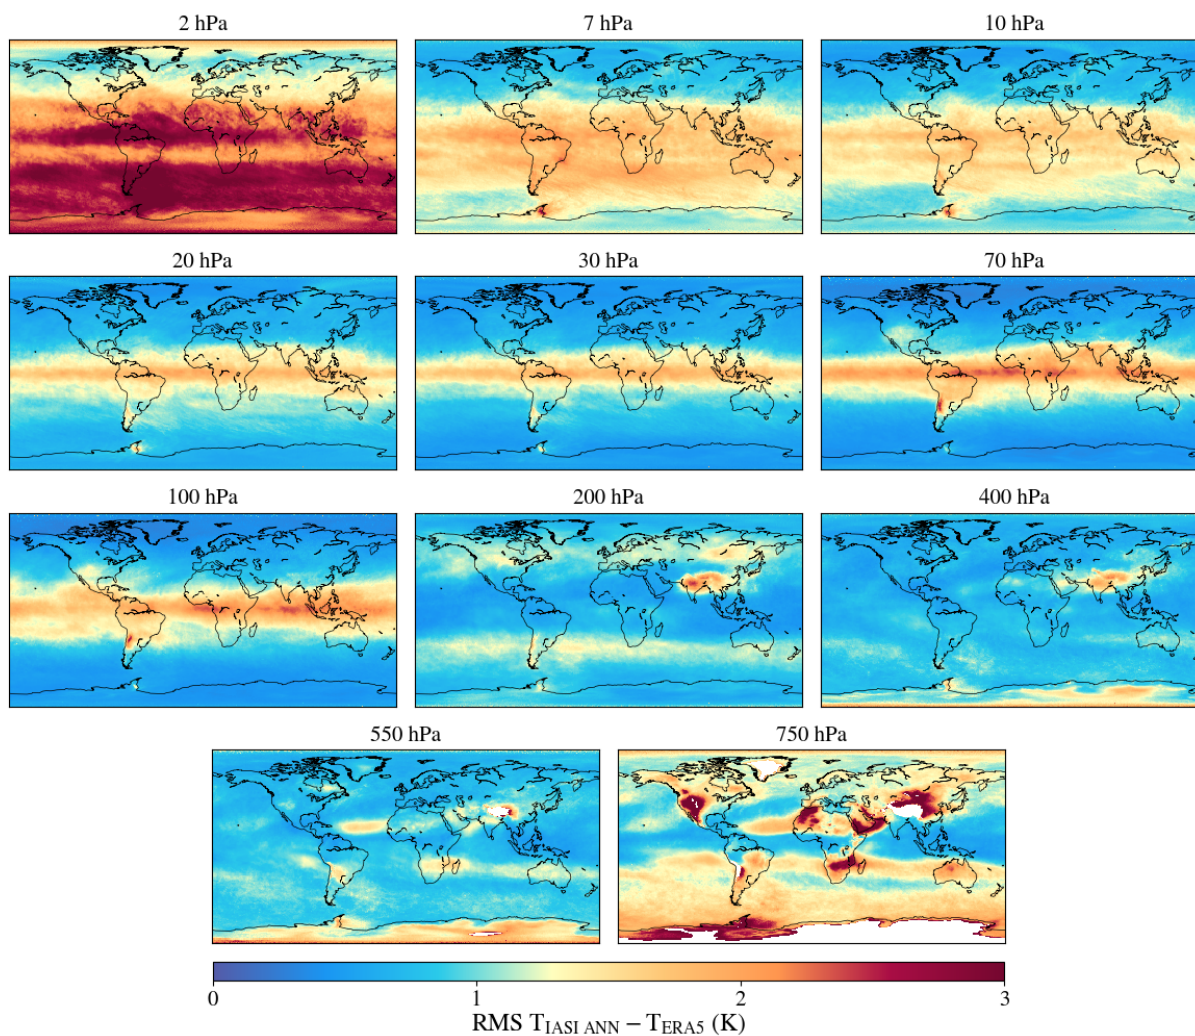 2 hPa
7 hPa
10 hPa
20 hPa
30 hPa
70 hPa
100 hPa
200 hPa
400 hPa
550 hPa
750 hPa
0
1
2
3
RMS T_IASI ANN − T_ERA5 (K)